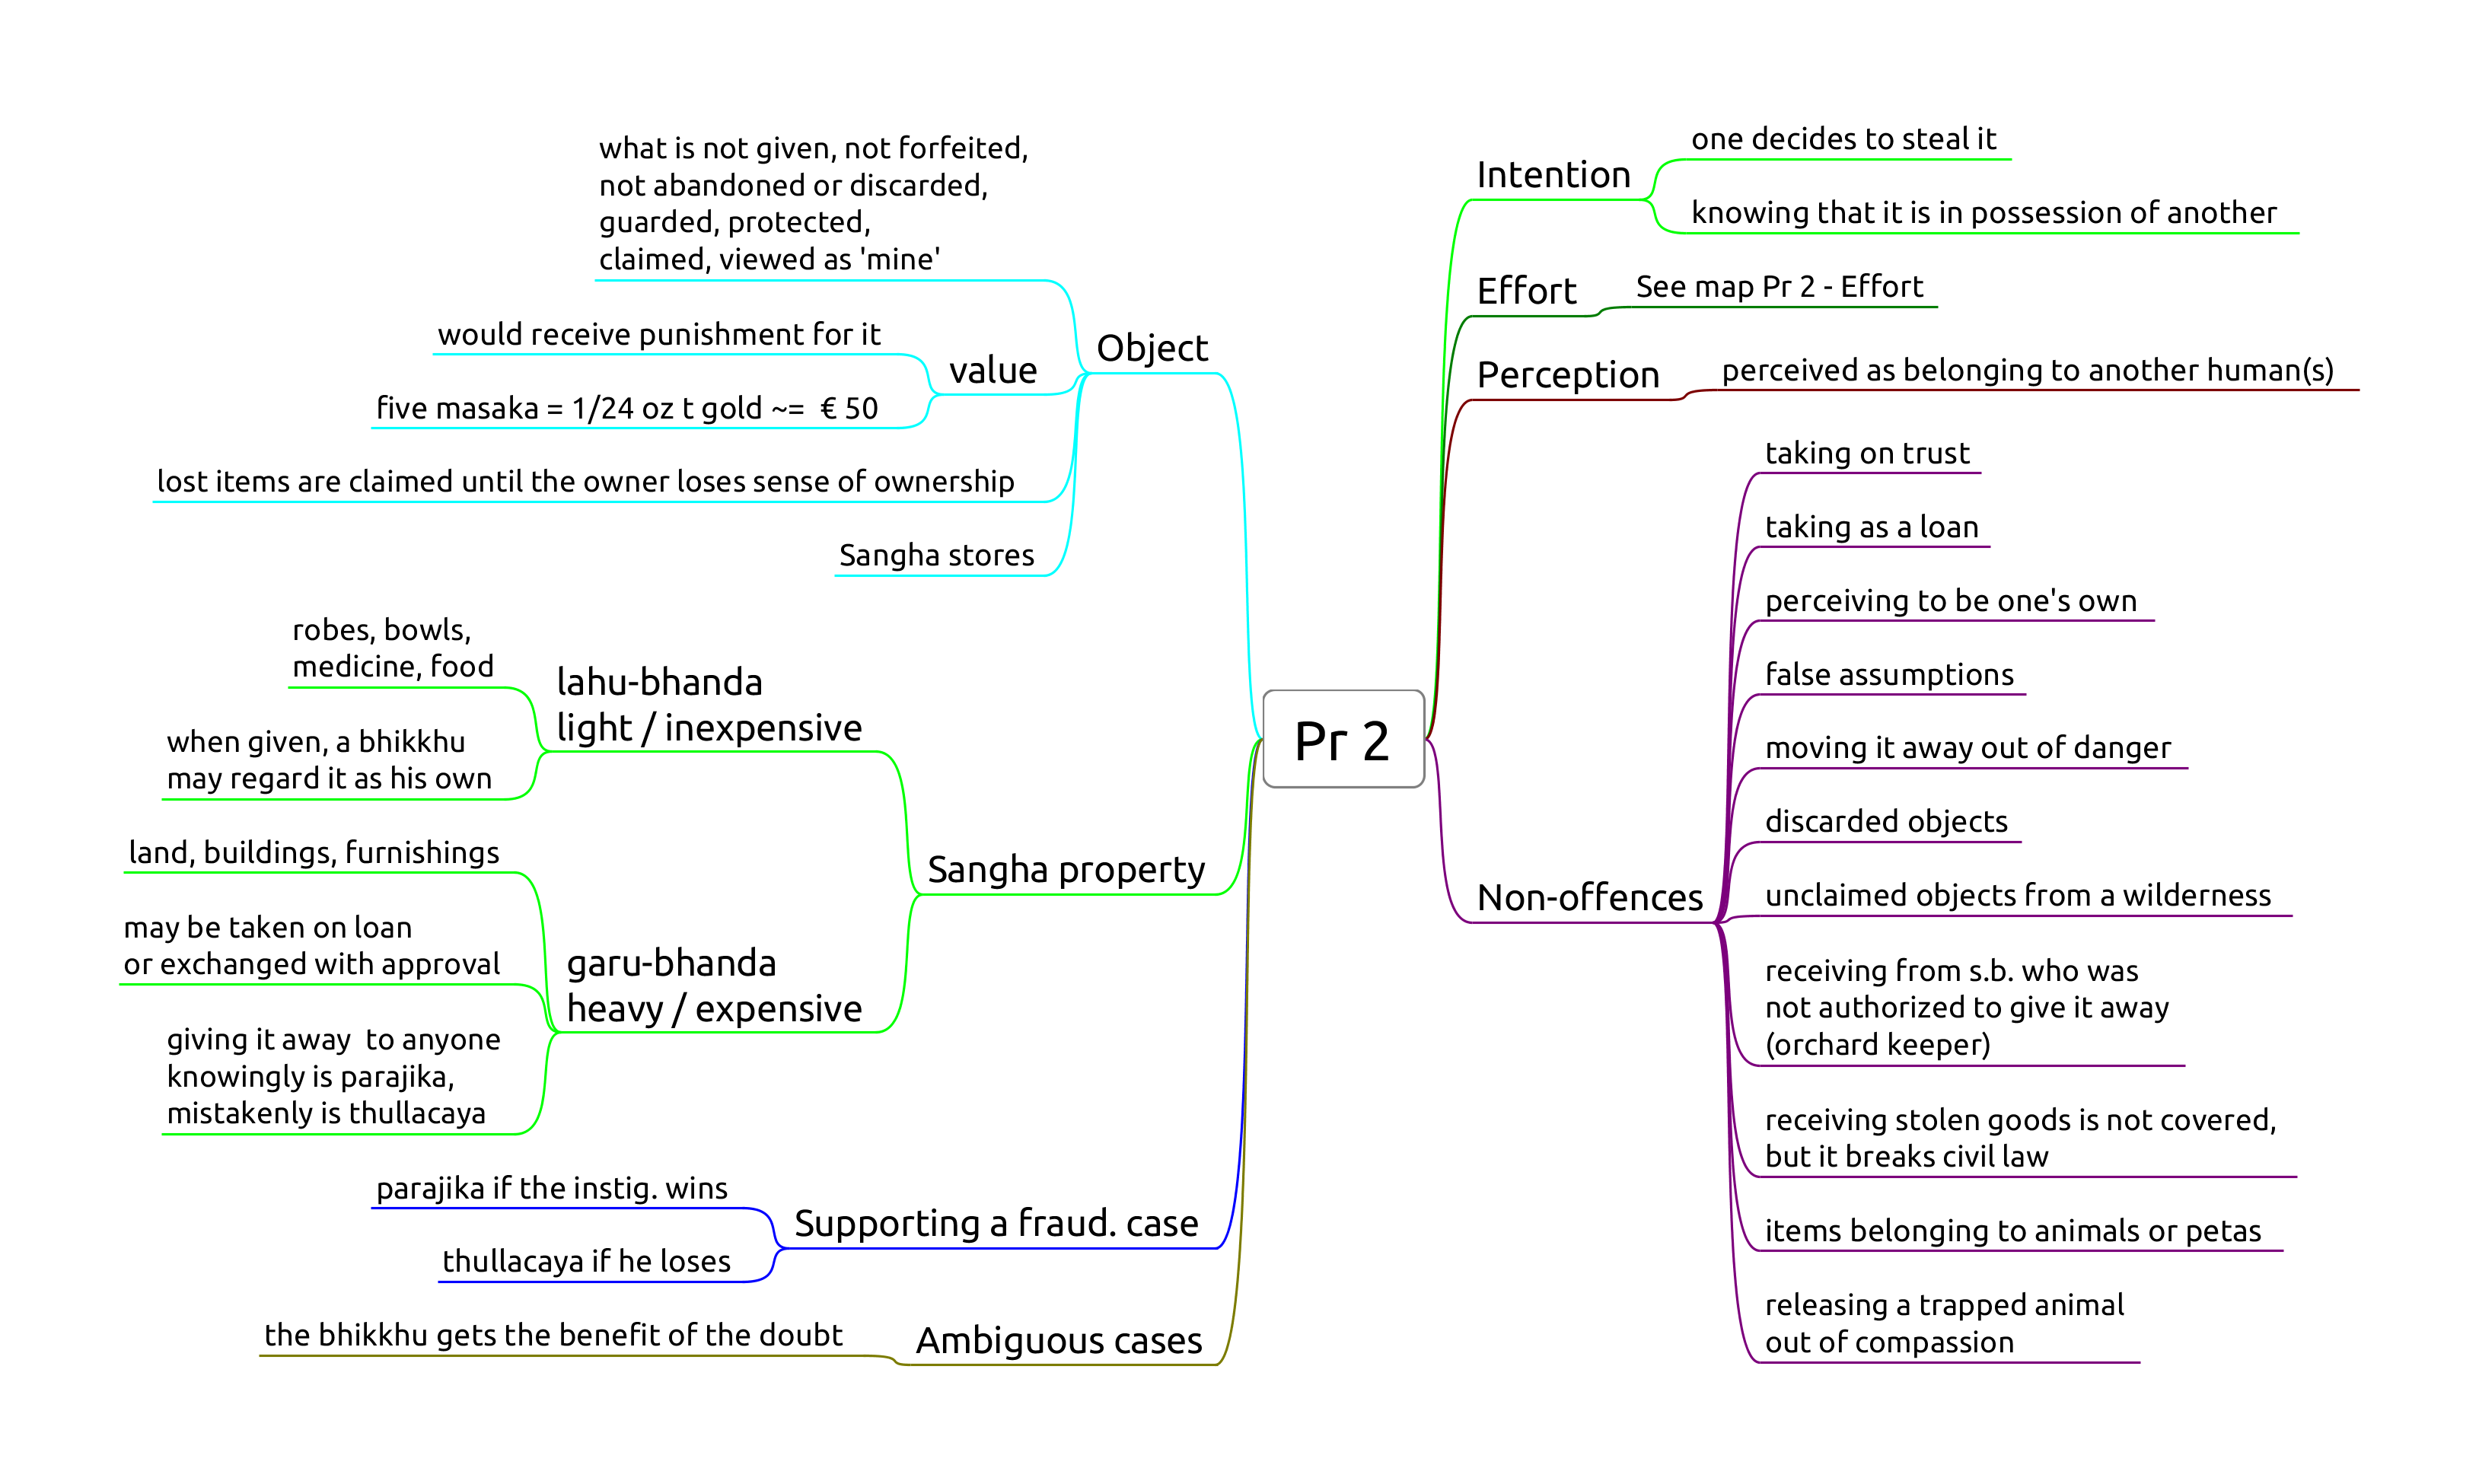 Pr 2
Intention
one decides to steal it
knowing that it is in possession of another
Effort
See map Pr 2 - Effort
Perception
perceived as belonging to another human(s)
Non-offences
taking on trust
taking as a loan
perceiving to be one's own
false assumptions
moving it away out of danger
discarded objects
unclaimed objects from a wilderness
receiving from s.b. who was
not authorized to give it away
(orchard keeper)
receiving stolen goods is not covered,
but it breaks civil law
items belonging to animals or petas
releasing a trapped animal
out of compassion
Object
what is not given, not forfeited,
not abandoned or discarded,
guarded, protected,
claimed, viewed as 'mine'
value
would receive punishment for it
five masaka = 1/24 oz t gold ~=  € 50
lost items are claimed until the owner loses sense of ownership
Sangha stores
Sangha property
lahu-bhanda
light / inexpensive
robes, bowls,
medicine, food
when given, a bhikkhu
may regard it as his own
garu-bhanda
heavy / expensive
land, buildings, furnishings
may be taken on loan
or exchanged with approval
giving it away  to anyone
knowingly is parajika,
mistakenly is thullacaya
Supporting a fraud. case
parajika if the instig. wins
thullacaya if he loses
Ambiguous cases
the bhikkhu gets the benefit of the doubt